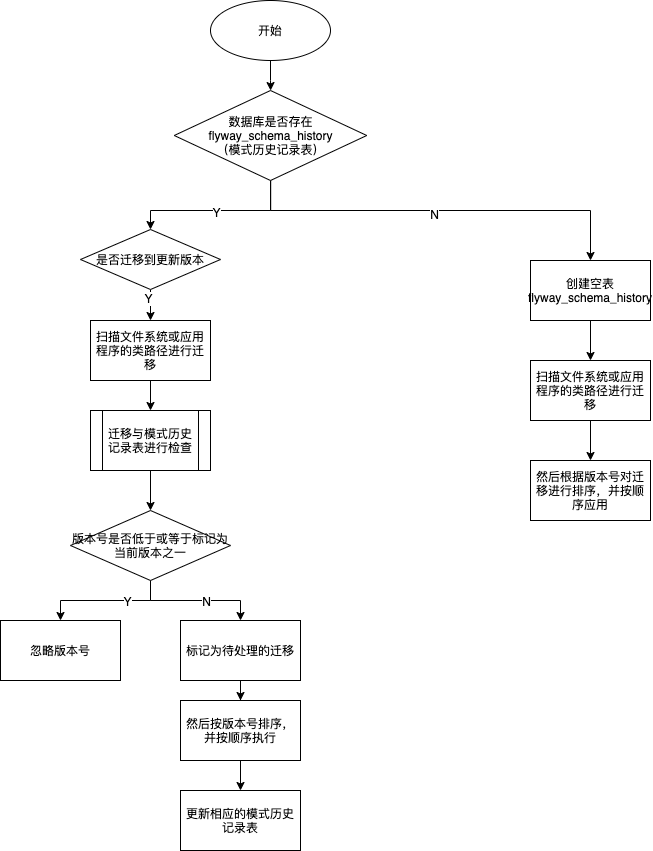 开始
数据库是否存在
flyway_schema_history
（模式历史记录表）
Y
N
是否迁移到更新版本
Y
扫描文件系统或应用
程序的类路径进行迁
移
迁移与模式历史
记录表进行检查
版本号是否低于或等于标记为
当前版本之一
Y
N
忽略版本号
标记为待处理的迁移
然后按版本号排序，
并按顺序执行
更新相应的模式历史
记录表
创建空表
flyway_schema_history
扫描文件系统或应用
程序的类路径进行迁
移
然后根据版本号对迁
移进行排序，并按顺
序应用